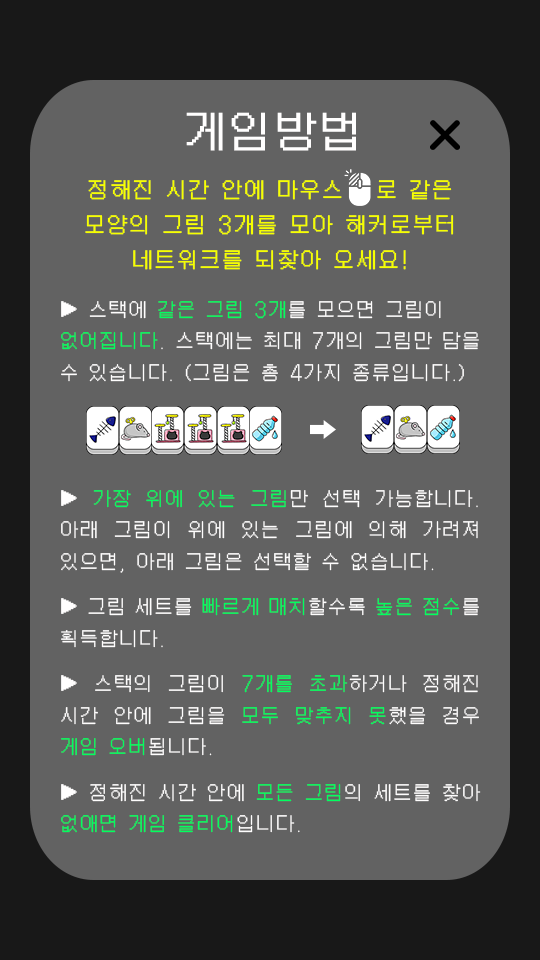 게임방법
정해진 시간 안에 마우스로 같은
모양의 그림 3개를 모아 해커로부터
네트워크를 되찾아 오세요!
▶ 스택에 같은 그림 3개를 모으면 그림이
없어집니다. 스택에는 최대 7개의 그림만 담을
수 있습니다. (그림은 총 4가지 종류입니다.)
▶ 가장 위에 있는 그림만 선택 가능합니다.
아래 그림이 위에 있는 그림에 의해 가려져
있으면, 아래 그림은 선택할 수 없습니다.
▶ 그림 세트를 빠르게 매치할수록 높은 점수를
획득합니다.
▶ 스택의 그림이 7개를 초과하거나 정해진
시간 안에 그림을 모두 맞추지 못했을 경우
게임 오버됩니다.
▶ 정해진 시간 안에 모든 그림의 세트를 찾아
없애면 게임 클리어입니다.